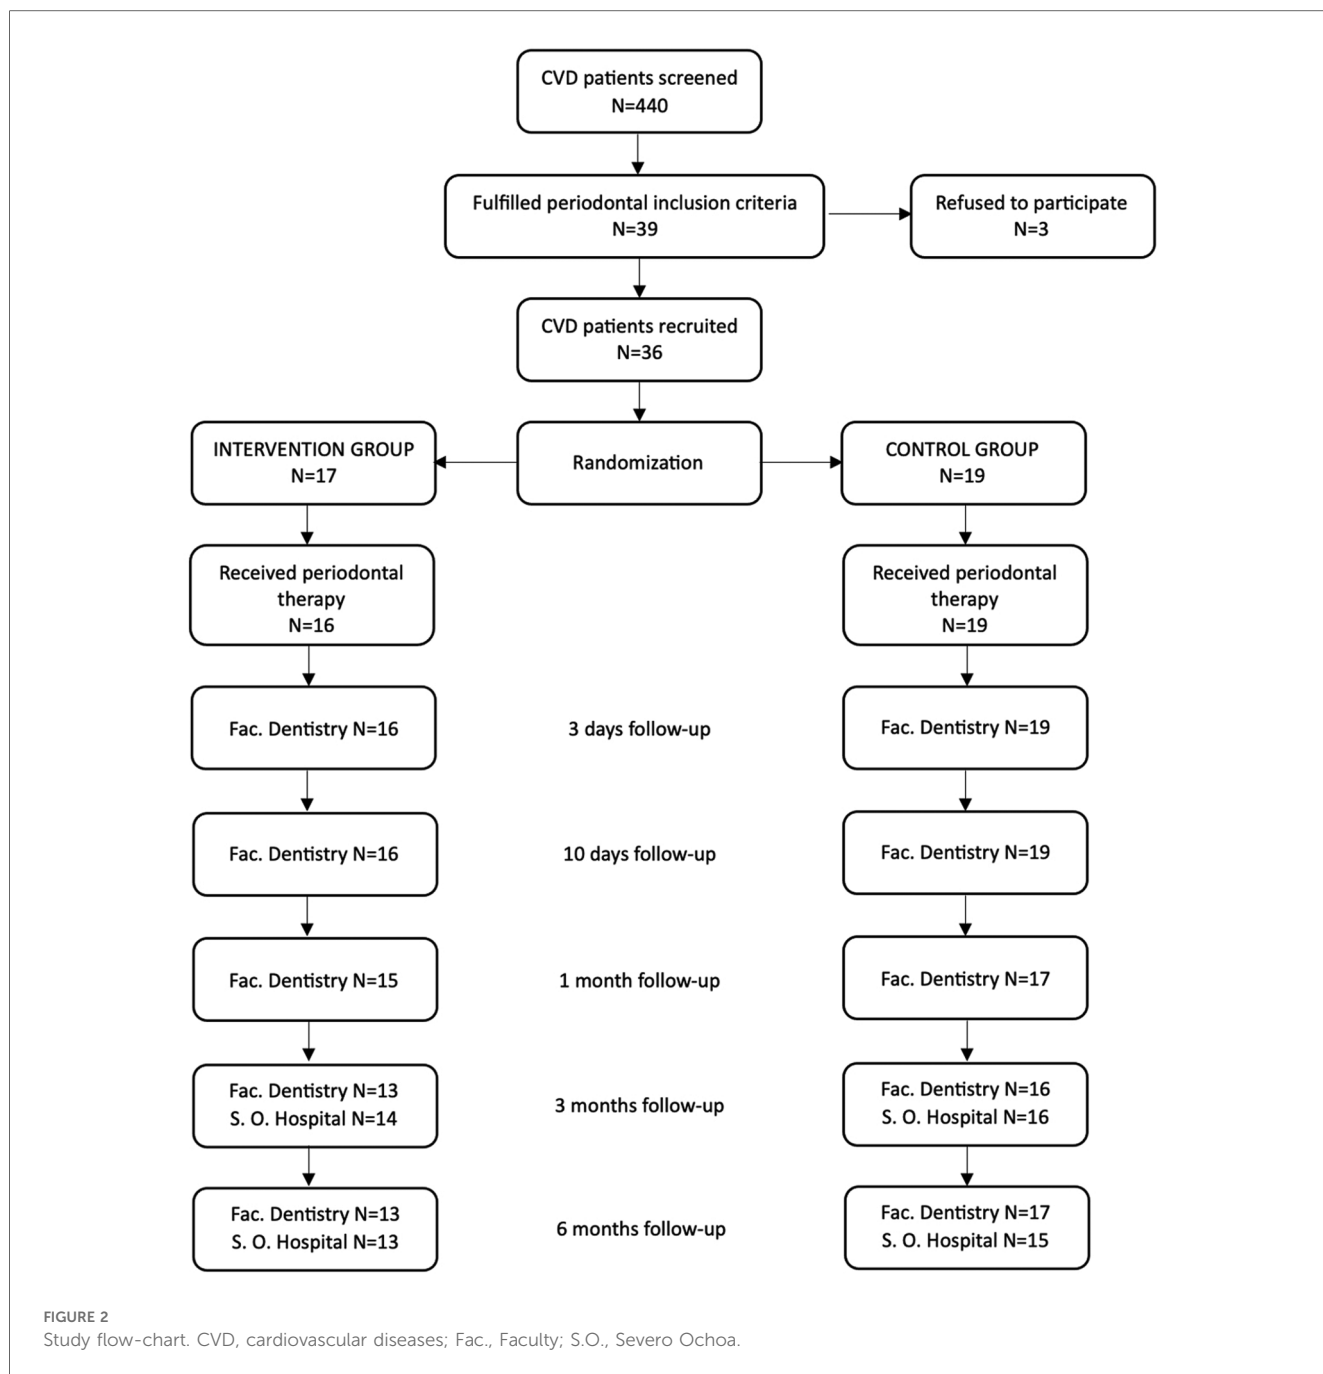 CVD patients screened
N=440
Fulfilled periodontal inclusion criteria
N=39
Refused to participate
N=3
CVD patients recruited
N=36
INTERVENTION GROUP
N=17
Randomization
CONTROL GROUP
N=19
Received periodontal
therapy
N=16
Received periodontal
therapy
N=19
Fac. Dentistry N=16
3 days follow-up
Fac. Dentistry N=19
Fac. Dentistry N=16
10 days follow-up
Fac. Dentistry N=19
Fac. Dentistry N=15
1 month follow-up
Fac. Dentistry N=17
Fac. Dentistry N=13
S. O. Hospital N=14
3 months follow-up
Fac. Dentistry N=16
S. O. Hospital N=16
Fac. Dentistry N=13
S. O. Hospital N=13
6 months follow-up
Fac. Dentistry N=17
S. O. Hospital N=15
FIGURE 2
Study flow-chart. CVD, cardiovascular diseases; Fac., Faculty; S.O., Severo Ochoa.